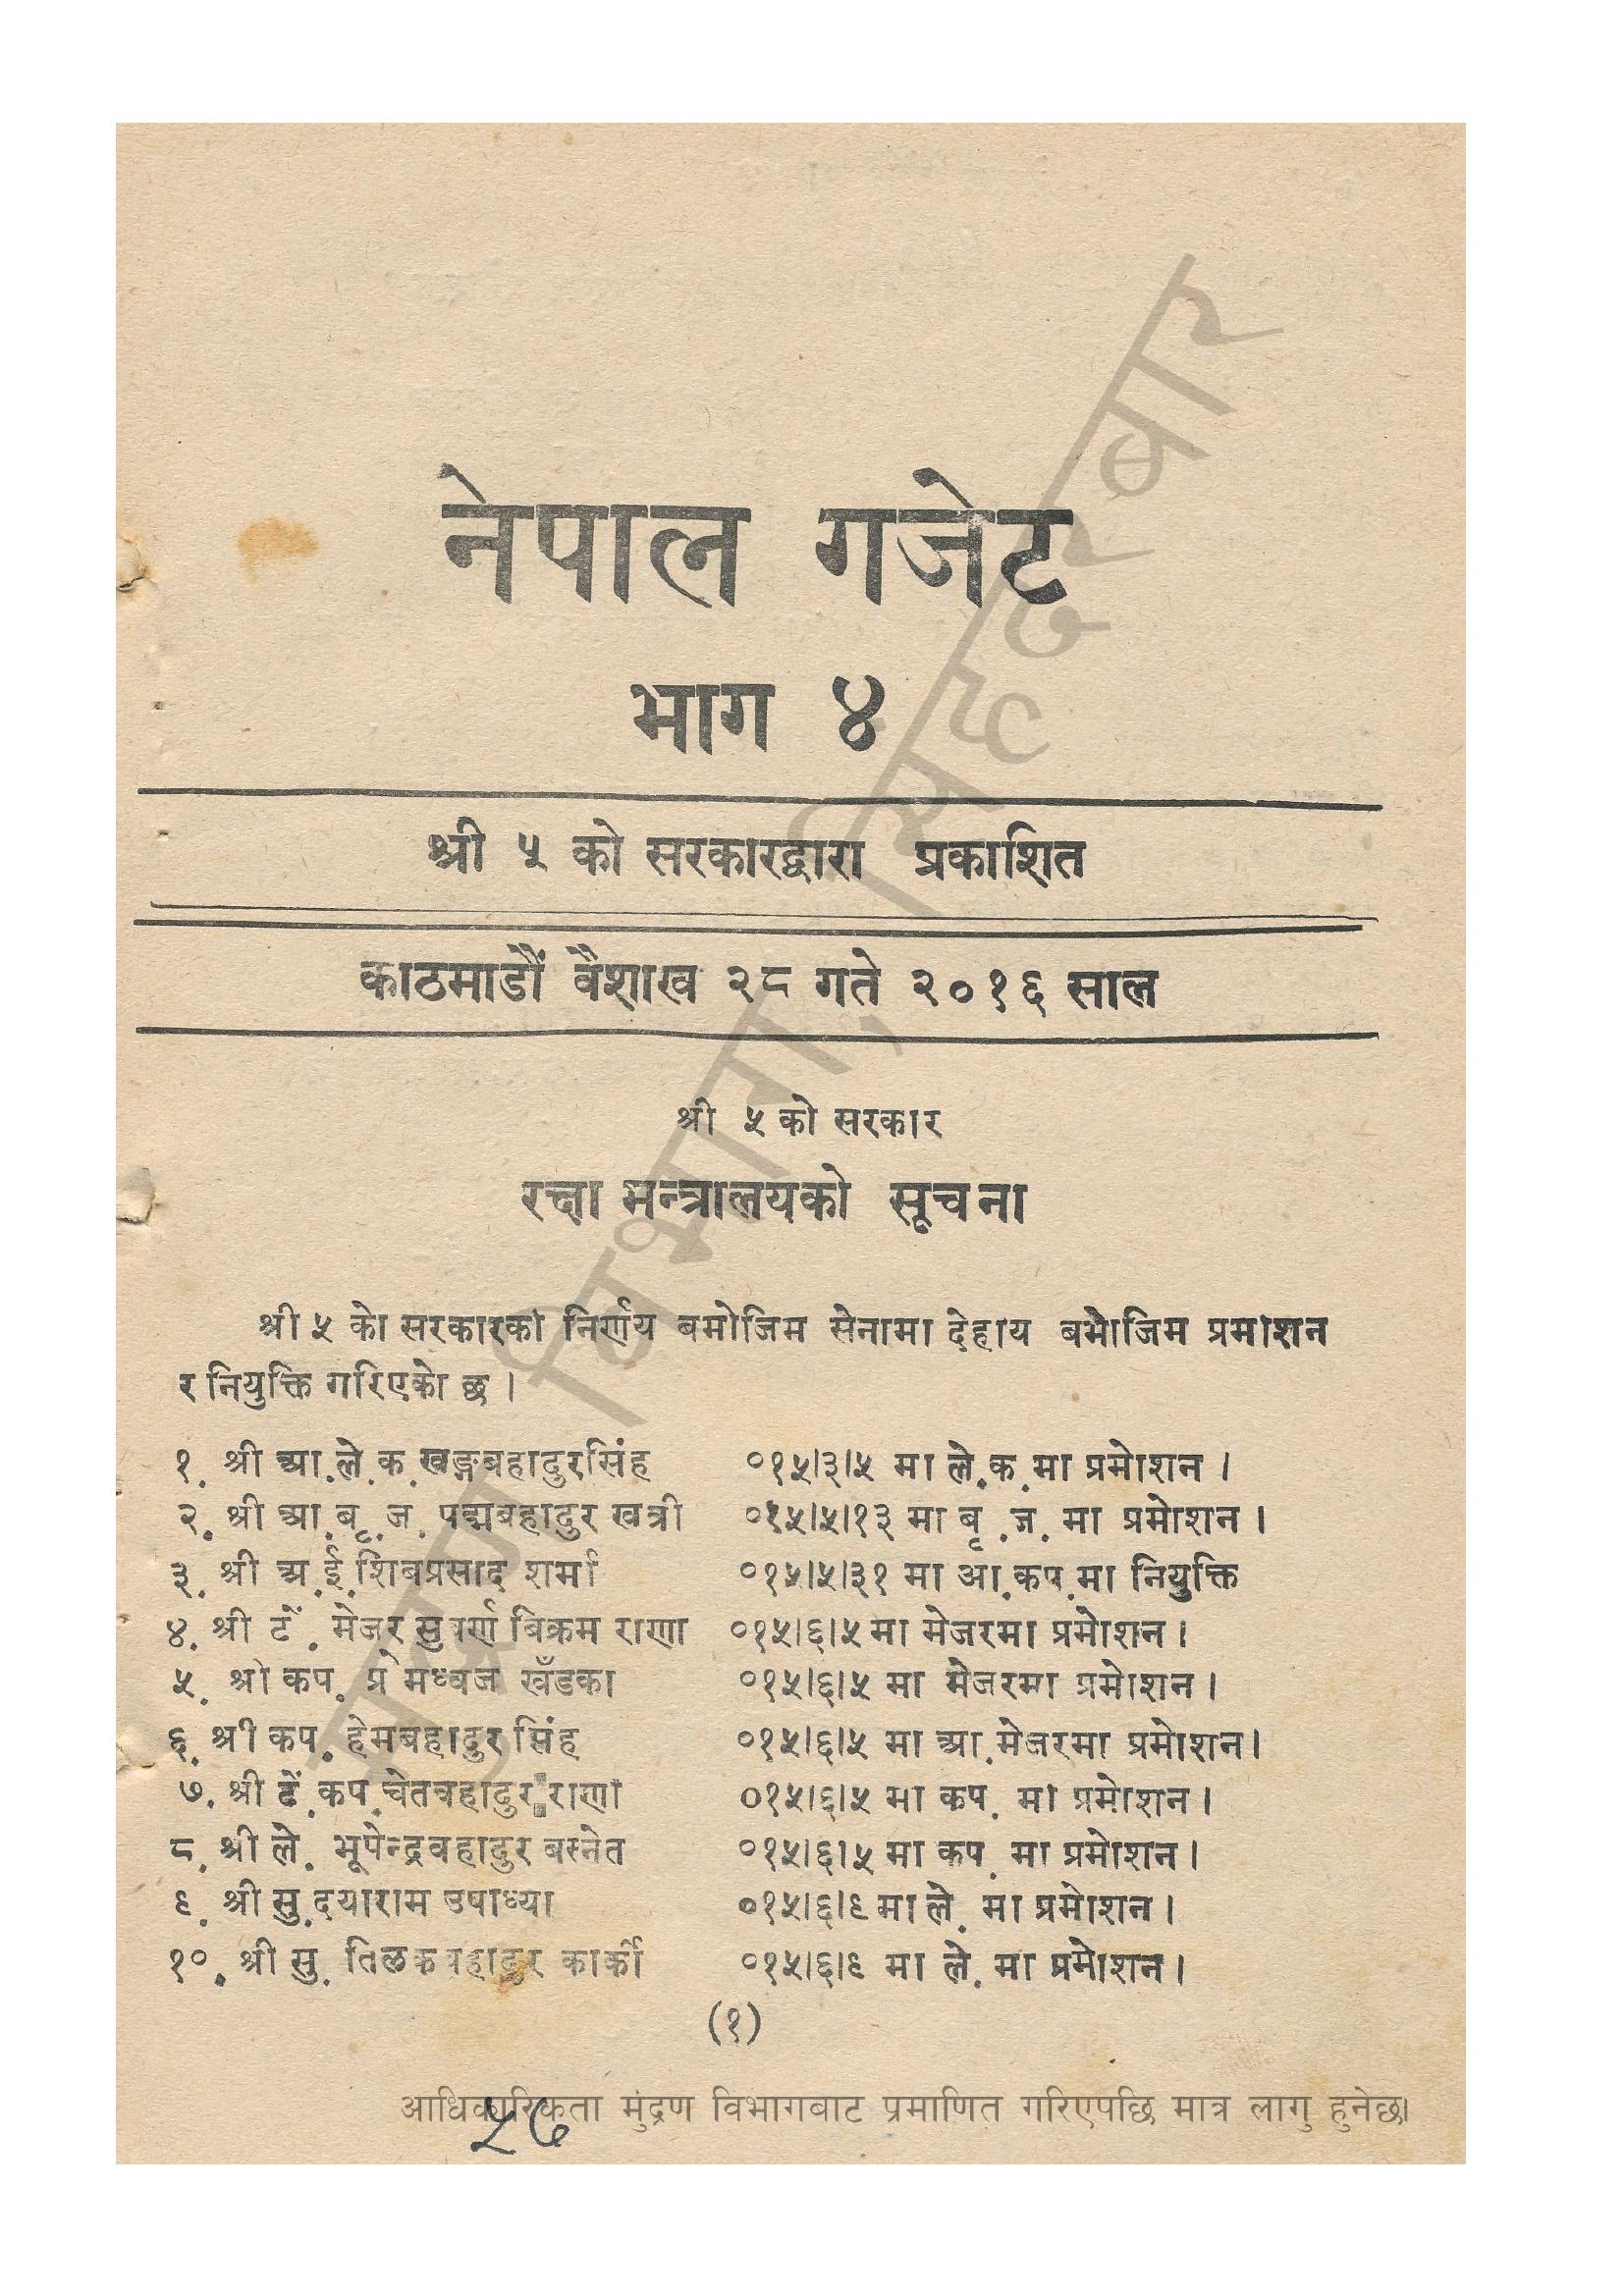 नेपाल गजेट
भाग ४
श्री ५ को सरकारद्वारा प्रकाशित
काठमाडौं बैशाख २८ गते २०१६ साल
श्री ५ को सरकार
रक्षा मन्त्रालयको सूचना
श्री ५ को सरकारको निर्णय बमोजिम सेनामा देहाय बमोजिम प्रमोशन
र नियुक्ति गरिएको छ ।
१. श्री आ.ले.क.खङ्गबहादुरसिंह ०१५।३।५ मा ले.क.मा प्रमोशन ।
२. श्री आ.बृ.ज. पद्मबहादुर खत्री ०१५।५।१३ मा बृ.ज. मा प्रमोशन ।
३. श्री अ.ई.शिबप्रसाद शर्मा ०१५।५।३१ मा आ.कप.मा नियुक्ति
४. श्री टें. मेजर सुवर्ण बिक्रम राणा ०१५।६।५ मा मेजरमा प्रमोशन ।
५. श्री कप. प्रेमध्वज खँडका ०१५।६।५ मा मेजरमा प्रमोशन ।
६. श्री कप. हेमबहादुर सिंह ०१५।६।५ मा आ.मेजरमा प्रमोशन ।
७. श्री टें.कप.चेतबहादुर राणा ०१५।६।५ मा कप. मा प्रमोशन ।
८. श्री ले. भूपेन्द्रबहादुर बस्नेत ०१५।६।५ मा कप. मा प्रमोशन ।
९. श्री सु.दयाराम उपाध्या ०१५।६।९ मा ले. मा प्रमोशन ।
१०. श्री सु. तिलकबहादुर कार्की ०१५।६।९ मा ले. मा प्रमोशन ।
(१)
आधिकारिकता मुद्रण विभागबाट प्रमाणित गरिएपछि मात्र लागु हुनेछ।
५७
मुद्रण विभाग, सिंहदरबार